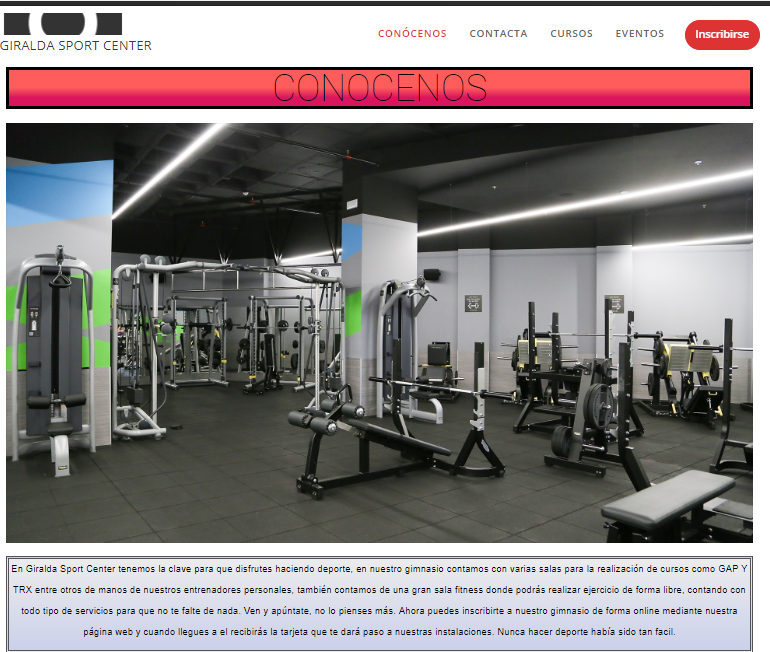 GIRALDA SPORT CENTER
CONÓCENOS CONTACTA CURSOS EVENTOS Inscribirse
CONOCENOS
En Giralda Sport Center tenemos la clave para que disfrutes haciendo deporte, en nuestro gimnasio contamos con varias salas para la realización de cursos como GAP Y
TRX entre otros de manos de nuestros entrenadores personales, también contamos de una gran sala fitness donde podrás realizar ejercicio de forma libre, contando con
todo tipo de servicios para que no te falte de nada. Ven y apúntate, no lo pienses más. Ahora puedes inscribirte a nuestro gimnasio de forma online mediante nuestra
página web y cuando llegues a el recibirás la tarjeta que te dará paso a nuestras instalaciones. Nunca hacer deporte había sido tan facil.